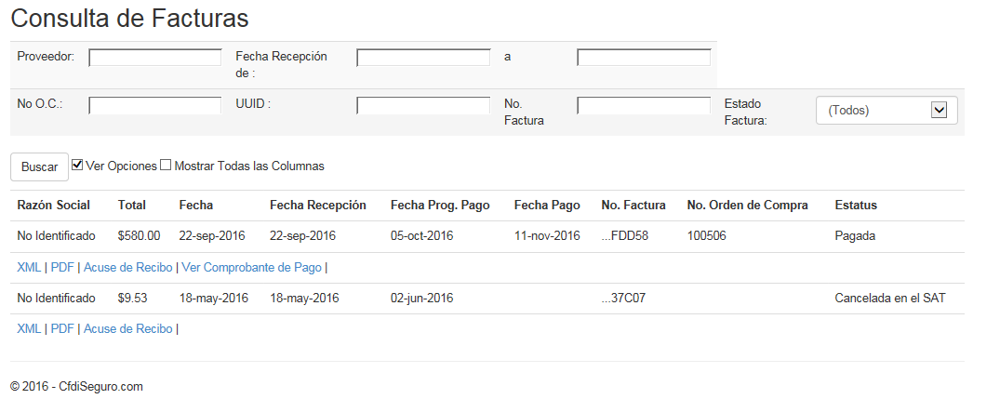 Consulta de Facturas
Proveedor: Fecha Recepción de : a
No O.C.: UUID : No. Factura Estado Factura: (Todos)
Buscar Ver Opciones Mostrar Todas las Columnas
Razón Social Total Fecha Fecha Recepción Fecha Prog. Pago Fecha Pago No. Factura No. Orden de Compra Estatus
No Identificado $580.00 22-sep-2016 22-sep-2016 05-oct-2016 11-nov-2016 ...FDD58 100506 Pagada
XML | PDF | Acuse de Recibo | Ver Comprobante de Pago |
No Identificado $9.53 18-may-2016 18-may-2016 02-jun-2016 ...37C07 Cancelada en el SAT
XML | PDF | Acuse de Recibo |
© 2016 - CfdiSeguro.com